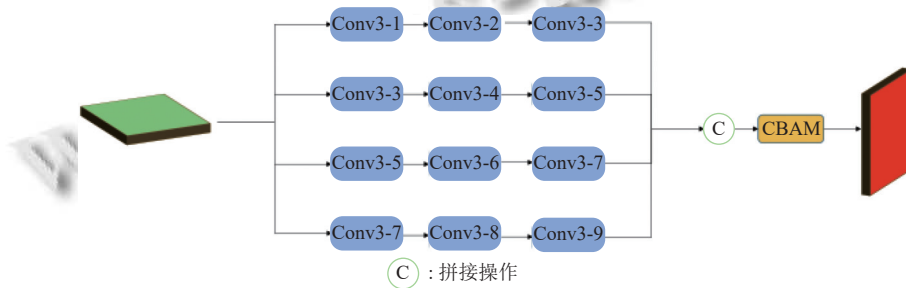 Conv3-1 Conv3-2 Conv3-3
Conv3-3 Conv3-4 Conv3-5
C CBAM
Conv3-5 Conv3-6 Conv3-7
Conv3-7 Conv3-8 Conv3-9
C : 拼接操作